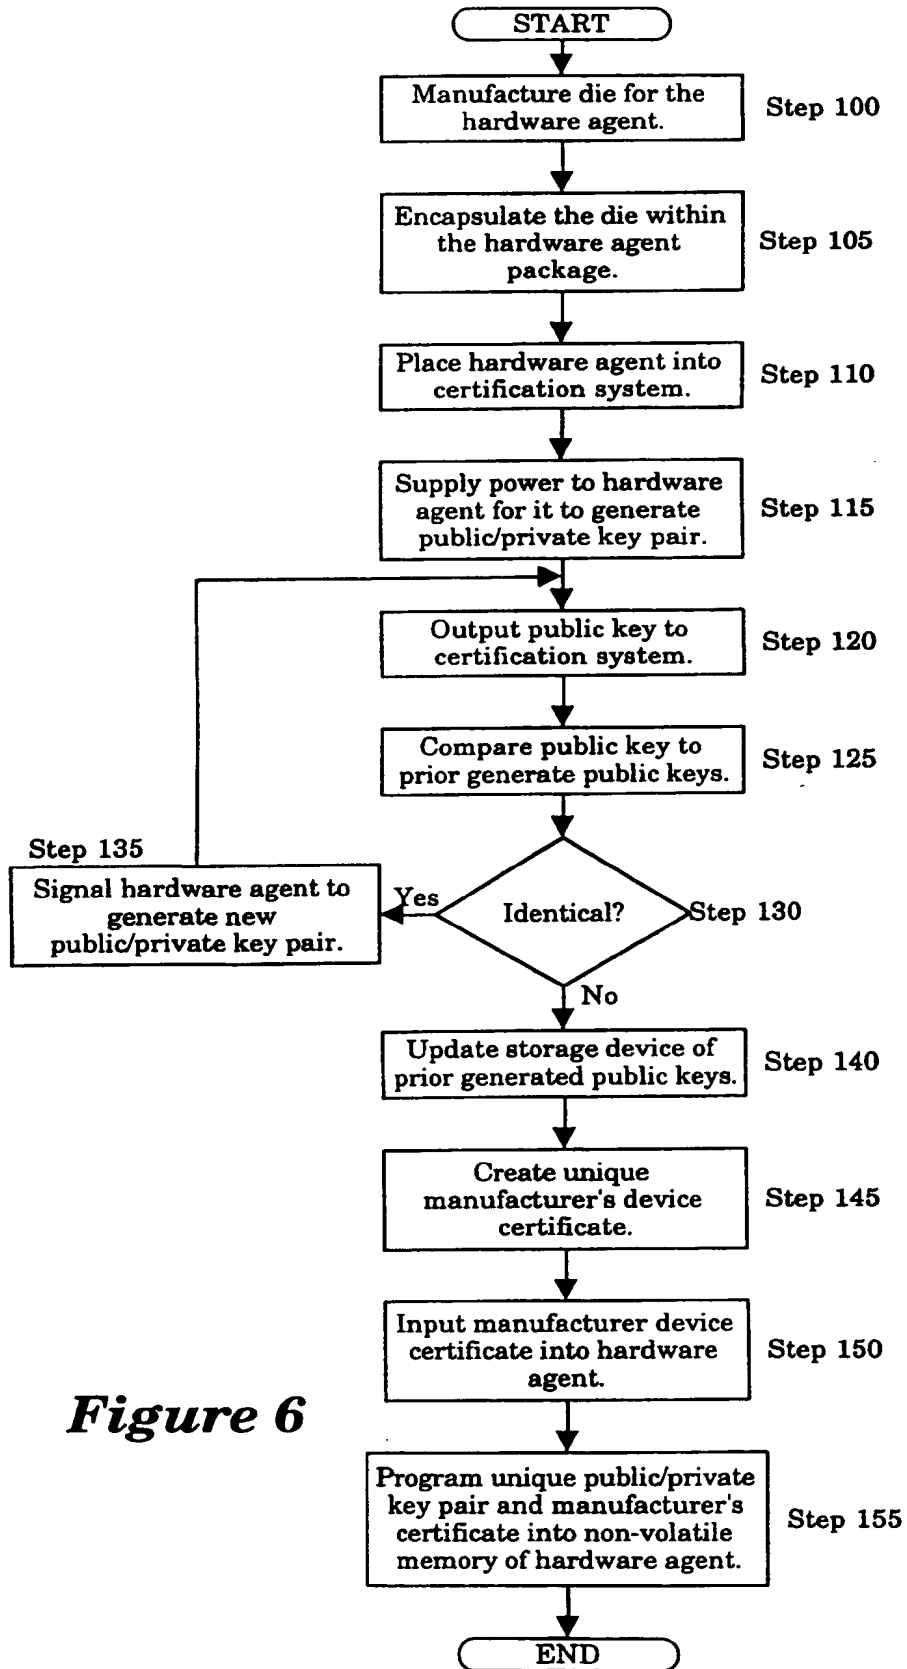 START
Manufacture die for the
hardware agent.
Step 100
Encapsulate the die within
the hardware agent
package.
Step 105
Place hardware agent into
certification system.
Step 110
Supply power to hardware
agent for it to generate
public/private key pair.
Step 115
Output public key to
certification system.
Step 120
Compare public key to
prior generate public keys.
Step 125
Identical?
Step 130
Yes
Step 135
Signal hardware agent to
generate new
public/private key pair.
No
Update storage device of
prior generated public keys.
Step 140
Create unique
manufacturer's device
certificate.
Step 145
Input manufacturer device
certificate into hardware
agent.
Step 150
Figure 6
Program unique public/private
key pair and manufacturer's
certificate into non-volatile
memory of hardware agent.
Step 155
END